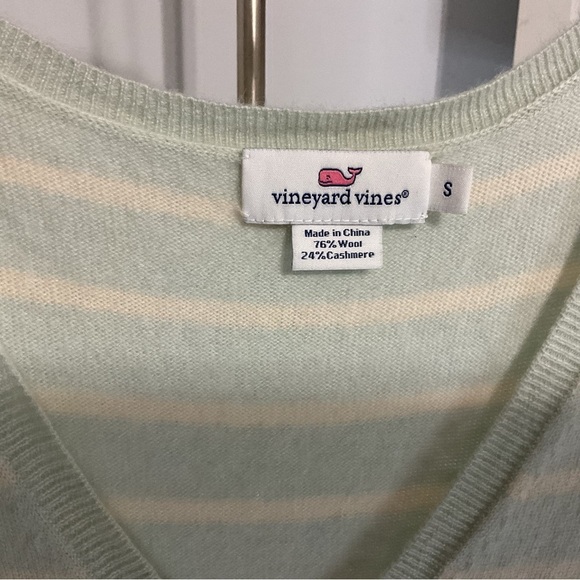 vineyard vines®
S
Made in China
76% Wool
24% Cashmere